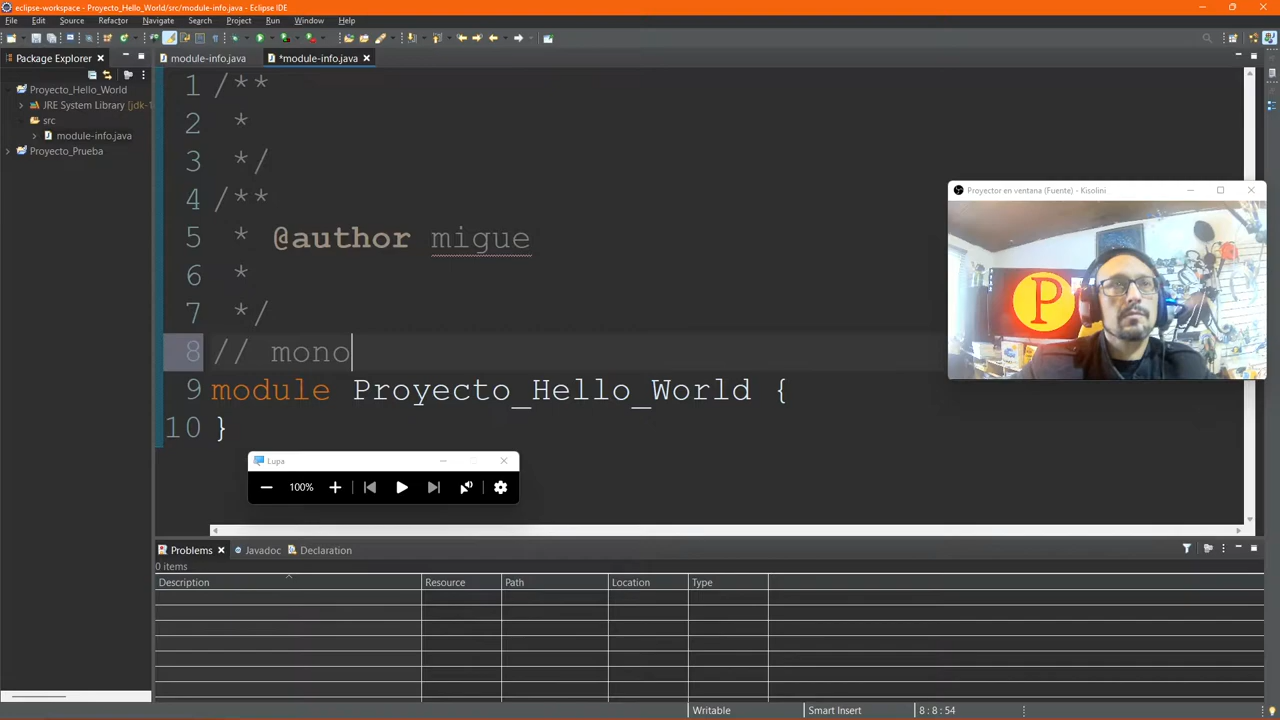 eclipse-workspace - Proyecto_Hello_World/src/module-info.java - Eclipse IDE
File Edit Source Refactor Navigate Search Project Run Window Help
Package Explorer
module-info.java
*module-info.java
Proyecto_Hello_World
JRE System Library [jdk-1
src
module-info.java
Proyecto_Prueba
1 /**
2 *
3 */
4 /**
5 * @author migue
6 *
7 */
8 // mono
9 module Proyecto_Hello_World {
10 }
Proyector en ventana (Fuente) - Kisolini
P
Lupa
100%
Problems Javadoc Declaration
0 items
Description Resource Path Location Type
Writable Smart Insert 8 : 8 : 54